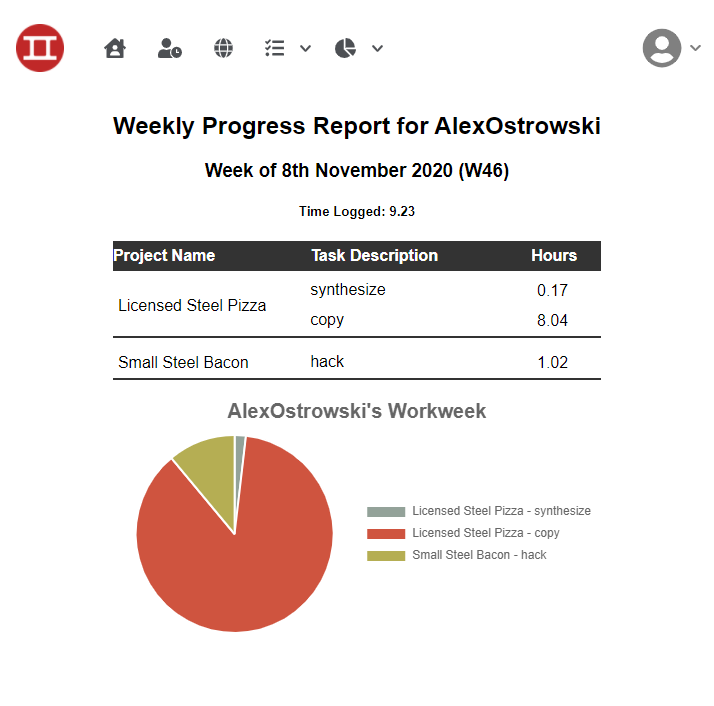 Weekly Progress Report for AlexOstrowski
Week of 8th November 2020 (W46)
Time Logged: 9.23
Project Name Task Description Hours
Licensed Steel Pizza
synthesize 0.17
copy 8.04
Small Steel Bacon hack 1.02
AlexOstrowski's Workweek
Licensed Steel Pizza - synthesize
Licensed Steel Pizza - copy
Small Steel Bacon - hack